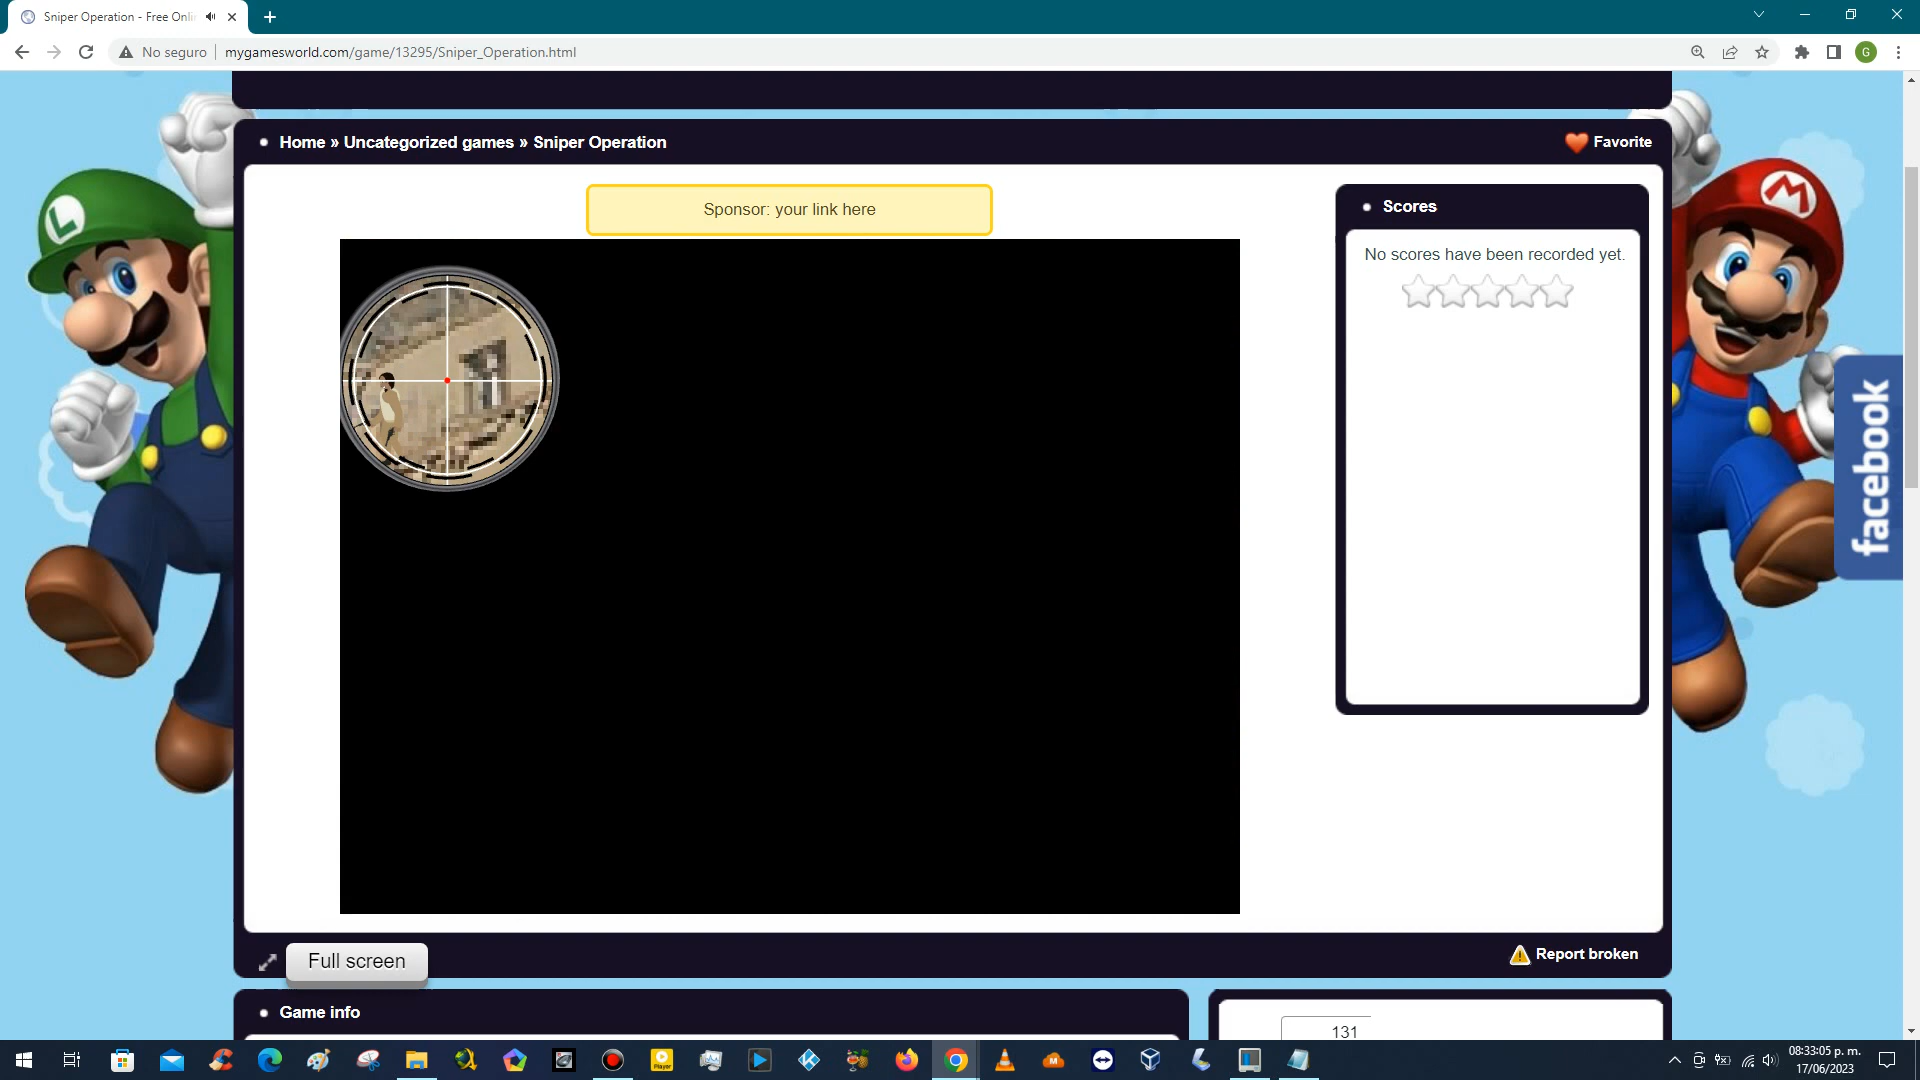 Sniper Operation - Free Onli
No seguro
mygamesworld.com/game/13295/Sniper_Operation.html
G
Home » Uncategorized games » Sniper Operation
Favorite
Sponsor: your link here
Scores
No scores have been recorded yet.
L
M
facebook
Full screen
Report broken
Game info
131
Player
08:33:05 p. m.
17/06/2023